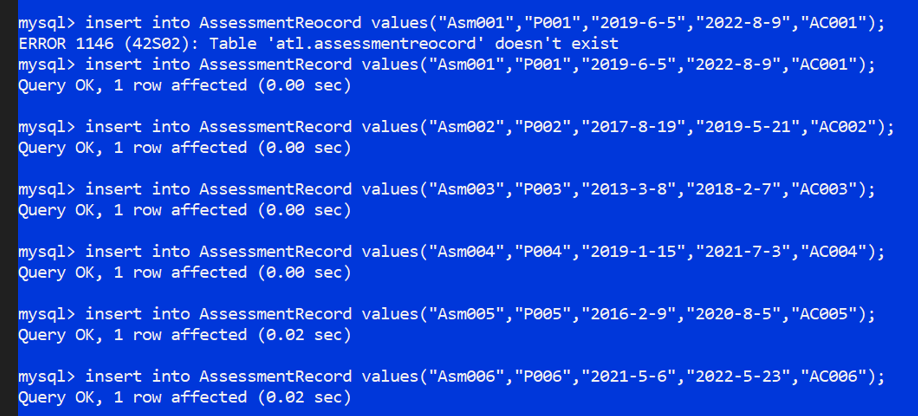 mysql> insert into AssessmentReocord values("Asm001","P001","2019-6-5","2022-8-9","AC001");
ERROR 1146 (42S02): Table 'atl.assessmentreocord' doesn't exist
mysql> insert into AssessmentRecord values("Asm001","P001","2019-6-5","2022-8-9","AC001");
Query OK, 1 row affected (0.00 sec)
mysql> insert into AssessmentRecord values("Asm002","P002","2017-8-19","2019-5-21","AC002");
Query OK, 1 row affected (0.00 sec)
mysql> insert into AssessmentRecord values("Asm003","P003","2013-3-8","2018-2-7","AC003");
Query OK, 1 row affected (0.00 sec)
mysql> insert into AssessmentRecord values("Asm004","P004","2019-1-15","2021-7-3","AC004");
Query OK, 1 row affected (0.00 sec)
mysql> insert into AssessmentRecord values("Asm005","P005","2016-2-9","2020-8-5","AC005");
Query OK, 1 row affected (0.02 sec)
mysql> insert into AssessmentRecord values("Asm006","P006","2021-5-6","2022-5-23","AC006");
Query OK, 1 row affected (0.02 sec)